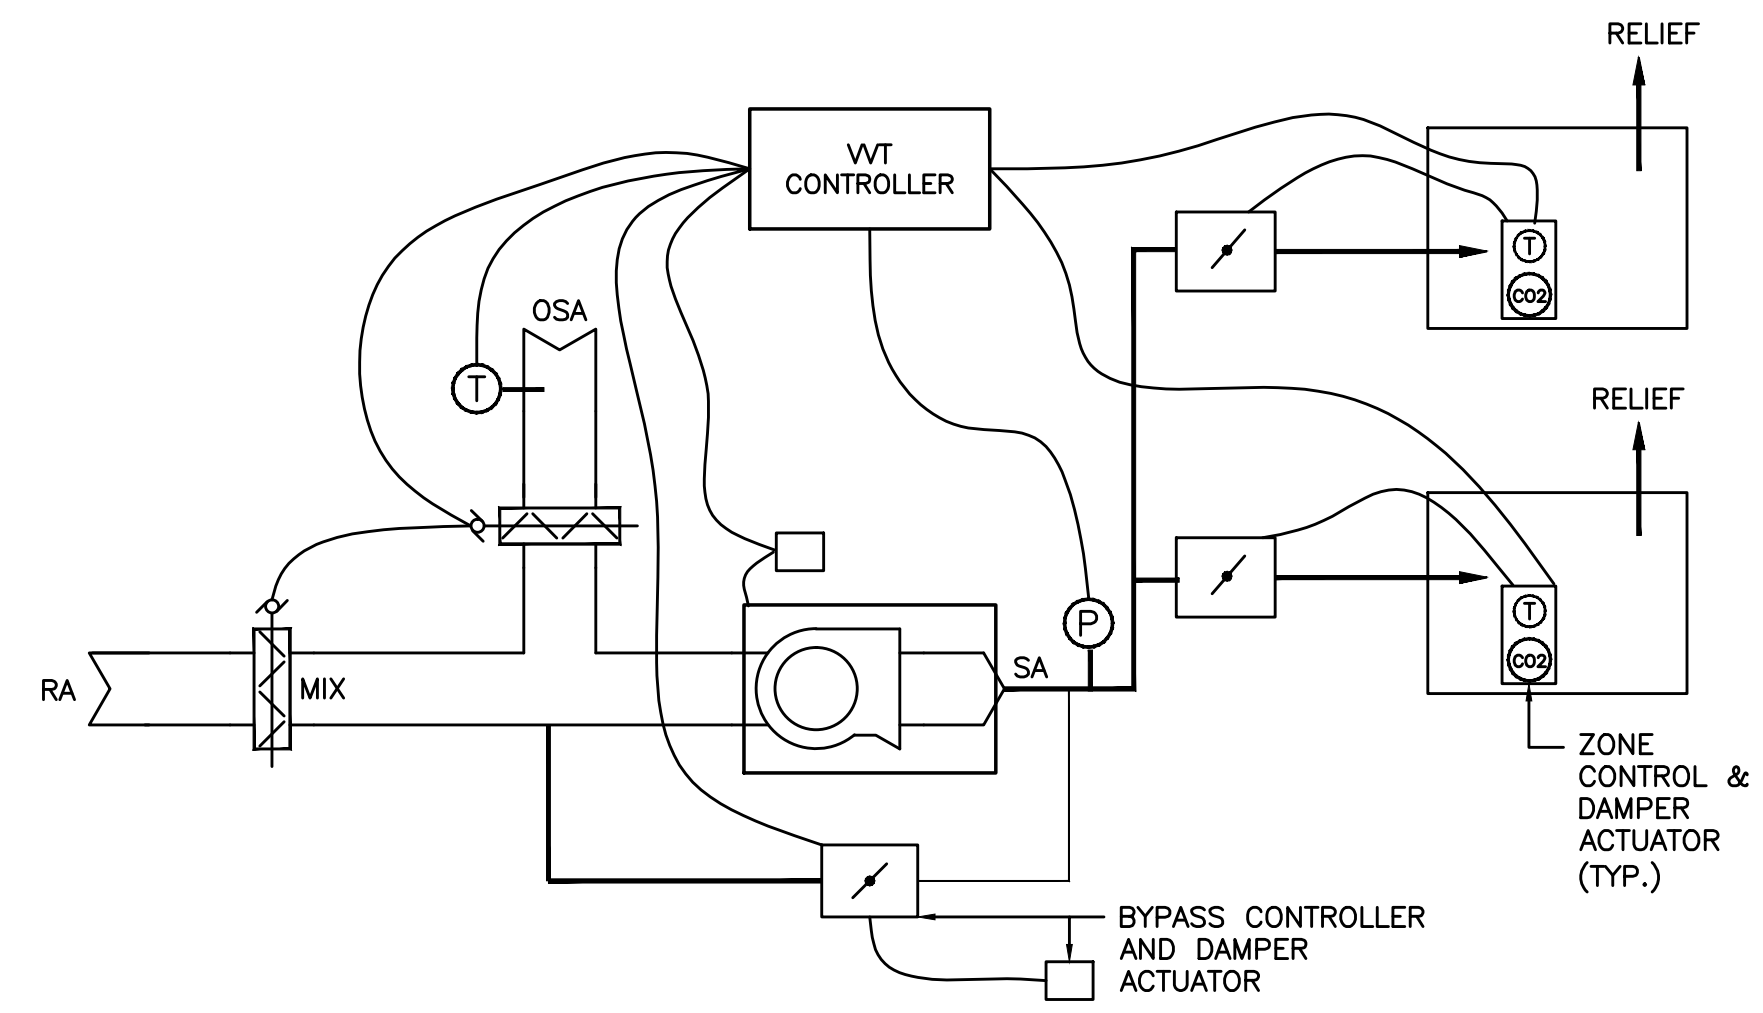 RELIEF
VVT
CONTROLLER
T
CO2
OSA
T
RELIEF
P
T
CO2
SA
RA
MIX
ZONE
CONTROL &
DAMPER
ACTUATOR
(TYP.)
BYPASS CONTROLLER
AND DAMPER
ACTUATOR